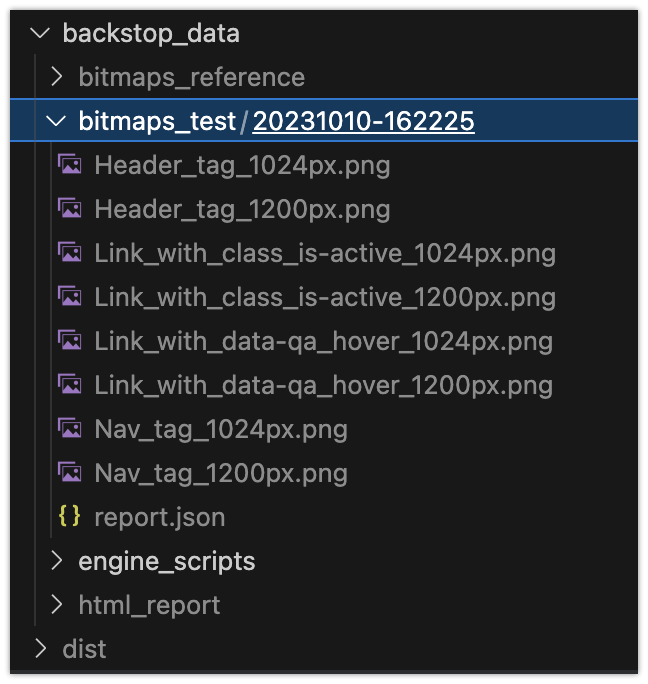 backstop_data
bitmaps_reference
bitmaps_test/20231010-162225
Header_tag_1024px.png
Header_tag_1200px.png
Link_with_class_is-active_1024px.png
Link_with_class_is-active_1200px.png
Link_with_data-qa_hover_1024px.png
Link_with_data-qa_hover_1200px.png
Nav_tag_1024px.png
Nav_tag_1200px.png
{} report.json
engine_scripts
html_report
dist